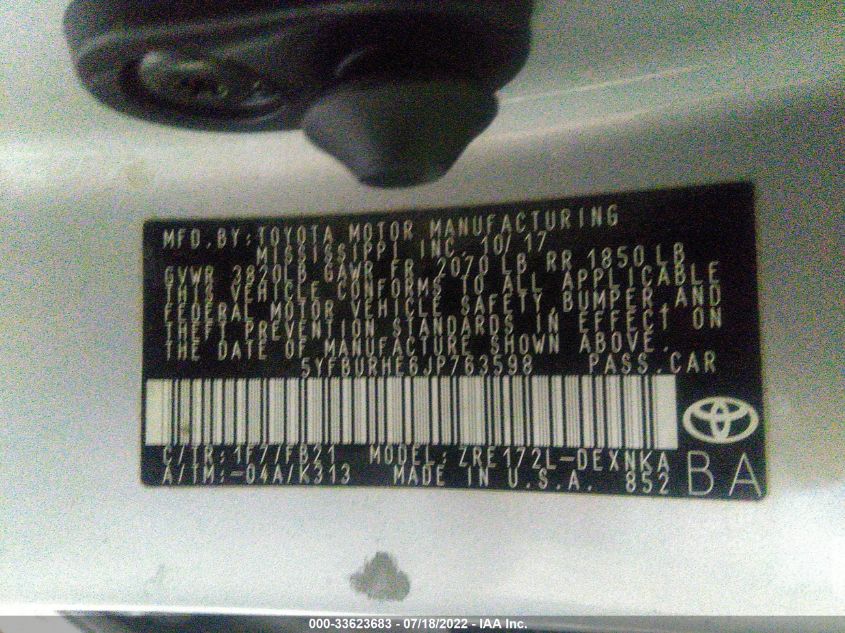 MFD.BY:TOYOTA MOTOR MANUFACTURING
MISSISSIPPI INC. 10/17
GVWR 3820LB GAWR FR 2070LB RR 1850LB
THIS VEHICLE CONFORMS TO ALL APPLICABLE
FEDERAL MOTOR VEHICLE SAFETY, BUMPER, AND
THEFT PREVENTION STANDARDS IN EFFECT ON
THE DATE OF MANUFACTURE SHOWN ABOVE.
5YFBURHE6JP763598 PASS.CAR
C/TR:1F7/FB21 MODEL:ZRE172L-DEXNKA
A/TM:-04A/K313 MADE IN U.S.A. 852
BA
000-33623683 - 07/18/2022 - IAA Inc.